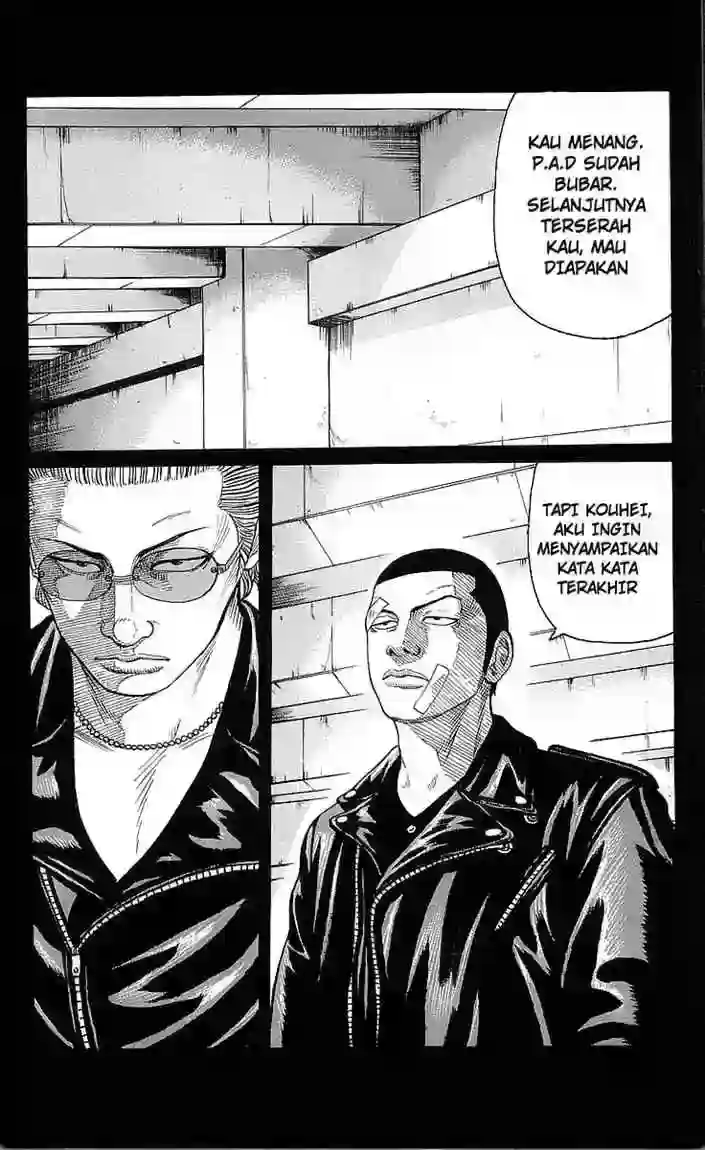 KAU MENANG.
P.A.D SUDAH
BUBAR.
SELANJUTNYA
TERSERAH
KAU, MAU
DIAPAKAN
TAPI KOUHEI,
AKU INGIN
MENYAMPAIKAN
KATA KATA
TERAKHIR